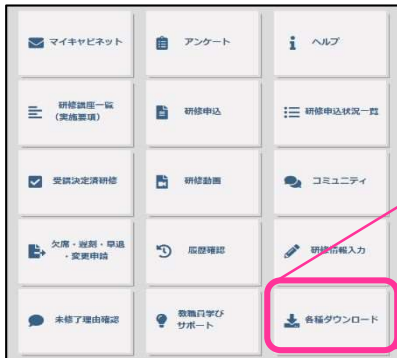 マイキャビネット
アンケート
ヘルプ
研修講座一覧
(実施要項)
研修申込
研修申込状況一覧
受講決定済研修
研修動画
コミュニティ
欠席・遅刻・早退
・変更申請
履歴確認
研修情報入力
未修了理由確認
教職員学び
サポート
各種ダウンロード